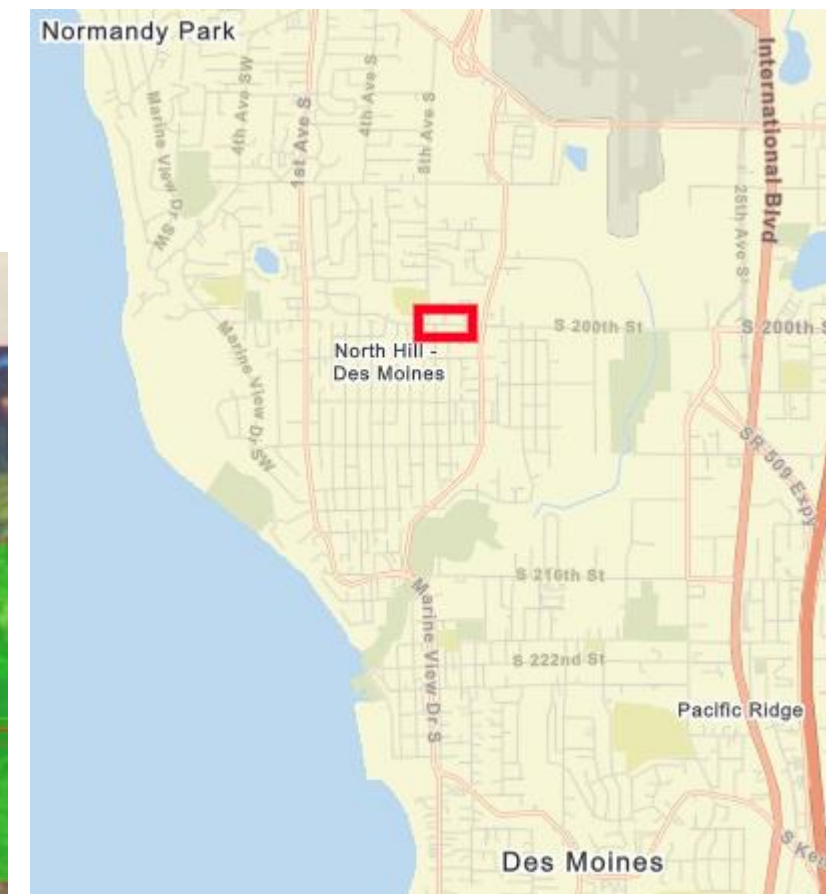 Normandy Park
Marine View Dr SW
4th Ave SW
1st Ave S
4th Ave S
8th Ave S
International Blvd
28th Ave S
North Hill -
Des Moines
S 200th St
S 200th S
Marine View Dr SW
SR 509 Expy
S 216th St
Marine View Dr S
S 222nd St
Pacific Ridge
Des Moines
S Ke